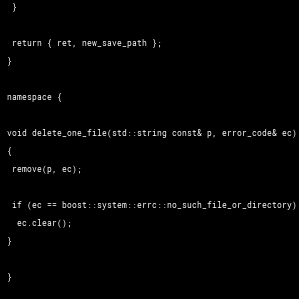 }
return { ret, new_save_path };
}
namespace {
void delete_one_file(std::string const& p, error_code& ec)
{
remove(p, ec);
if (ec == boost::system::errc::no_such_file_or_directory)
ec.clear();
}
}